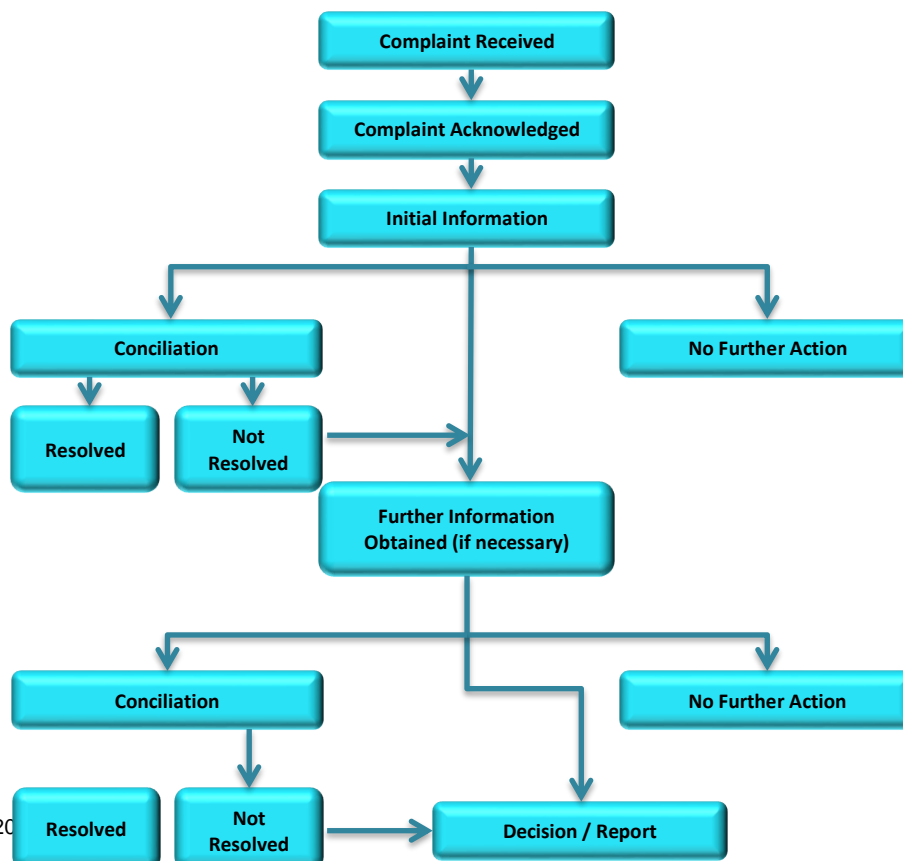 Complaint Received
Complaint Acknowledged
Initial Information
Conciliation
No Further Action
Resolved
Not
Resolved
Further Information
Obtained (if necessary)
Conciliation
No Further Action
20
Resolved
Not
Resolved
Decision / Report